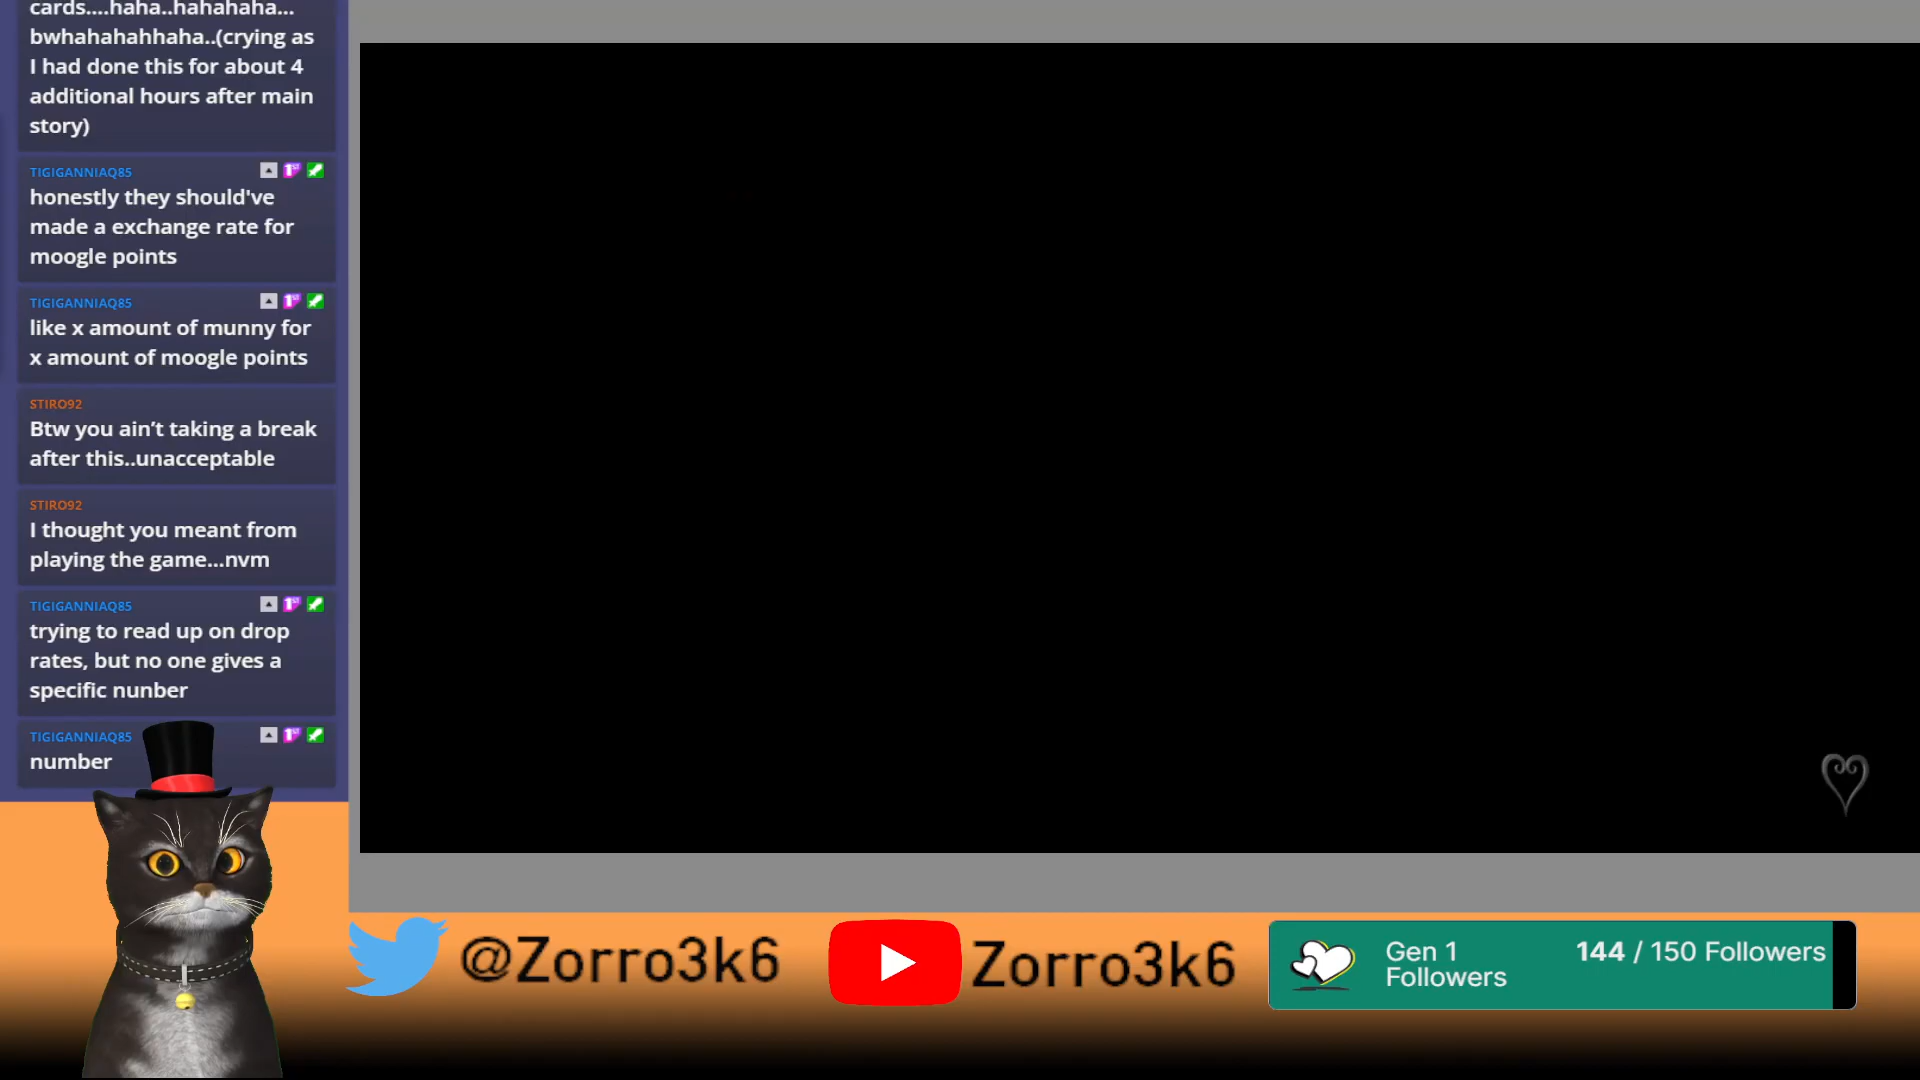 cards....haha..hahahaha...
bwhahahahhaha..(crying as
I had done this for about 4
additional hours after main
story)
TIGIGANNIAQ85
honestly they should've
made a exchange rate for
moogle points
TIGIGANNIAQ85
like x amount of munny for
x amount of moogle points
STIRO92
Btw you ain’t taking a break
after this..unacceptable
STIRO92
I thought you meant from
playing the game...nvm
TIGIGANNIAQ85
trying to read up on drop
rates, but no one gives a
specific nunber
TIGIGANNIAQ85
number
@Zorro3k6
Zorro3k6
Gen 1
Followers
144 / 150 Followers